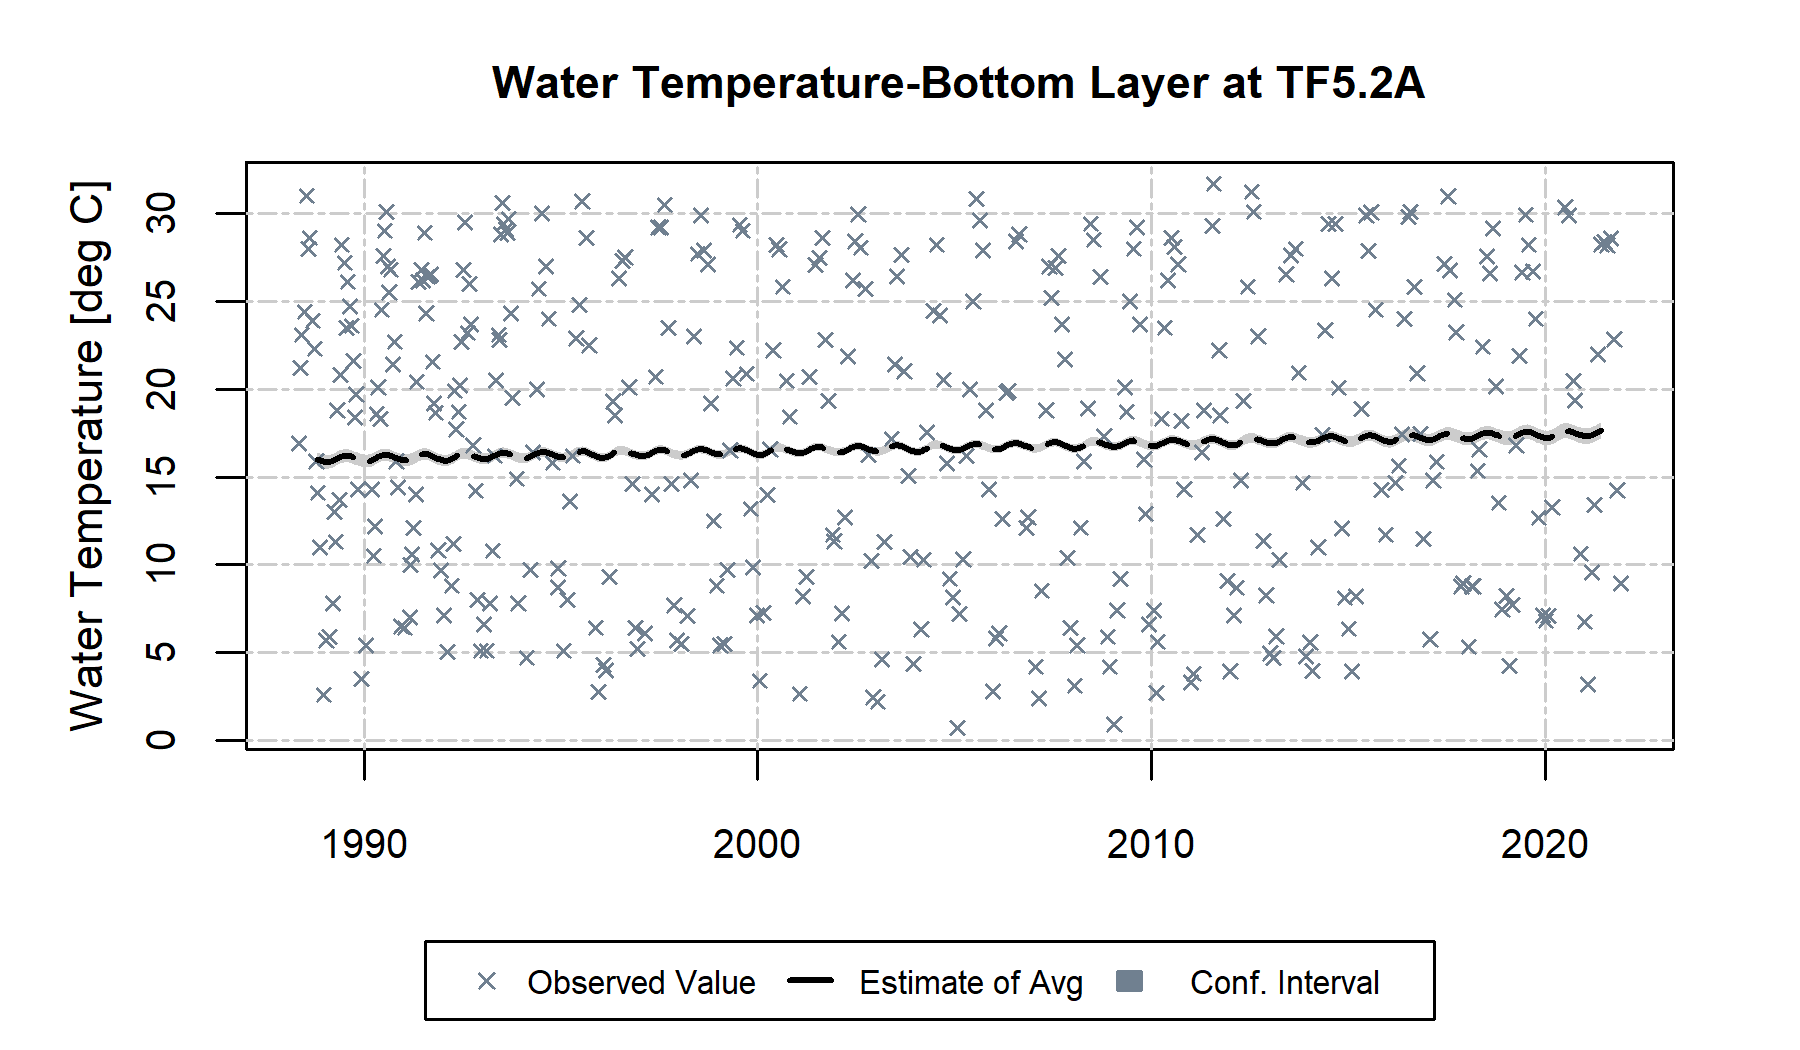 Water Temperature-Bottom Layer at TF5.2A
Water Temperature [deg C]
30
25
20
15
10
5
0
1990 2000 2010 2020
Observed Value Estimate of Avg Conf. Interval